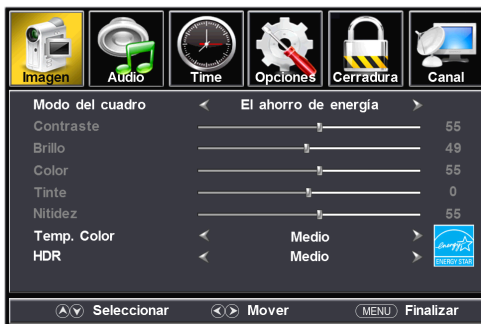 Imagen Audio Time Opciones Cerradura Canal
Modo del cuadro El ahorro de energía
Contraste 55
Brillo 49
Color 55
Tinte 0
Nitidez 55
Temp. Color Medio
HDR Medio
energy
ENERGY STAR
Seleccionar Mover MENU Finalizar